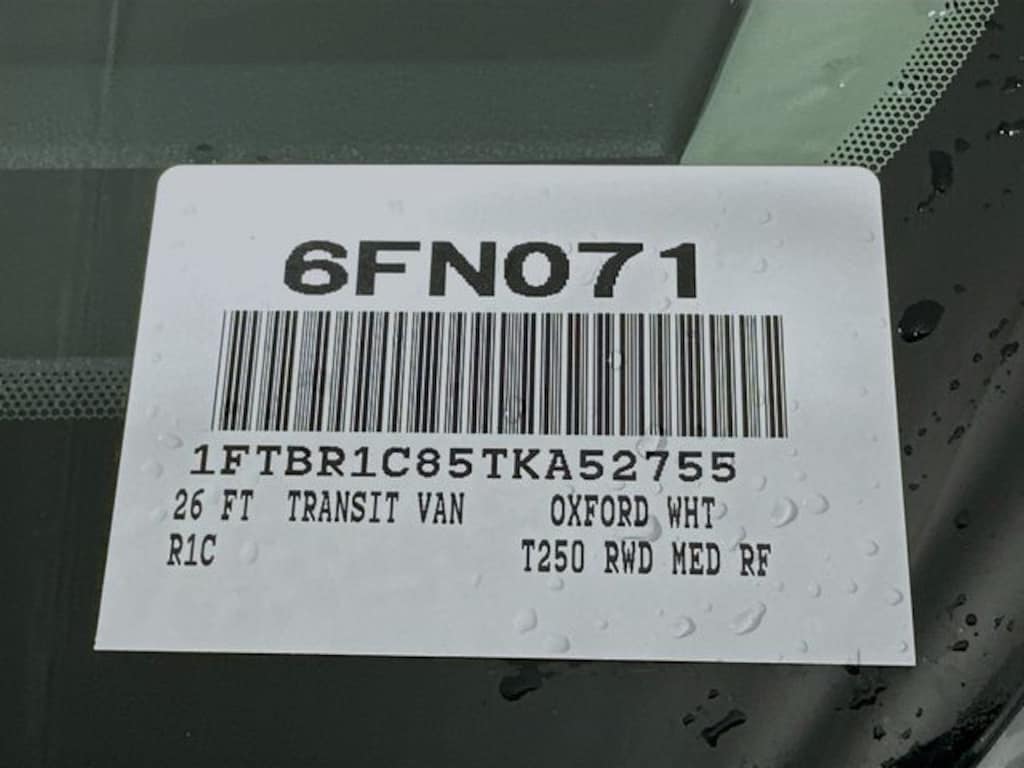 6FN071
1FTBR1C85TKA52755
26 FT TRANSIT VAN OXFORD WHT
R1C T250 RWD MED RF